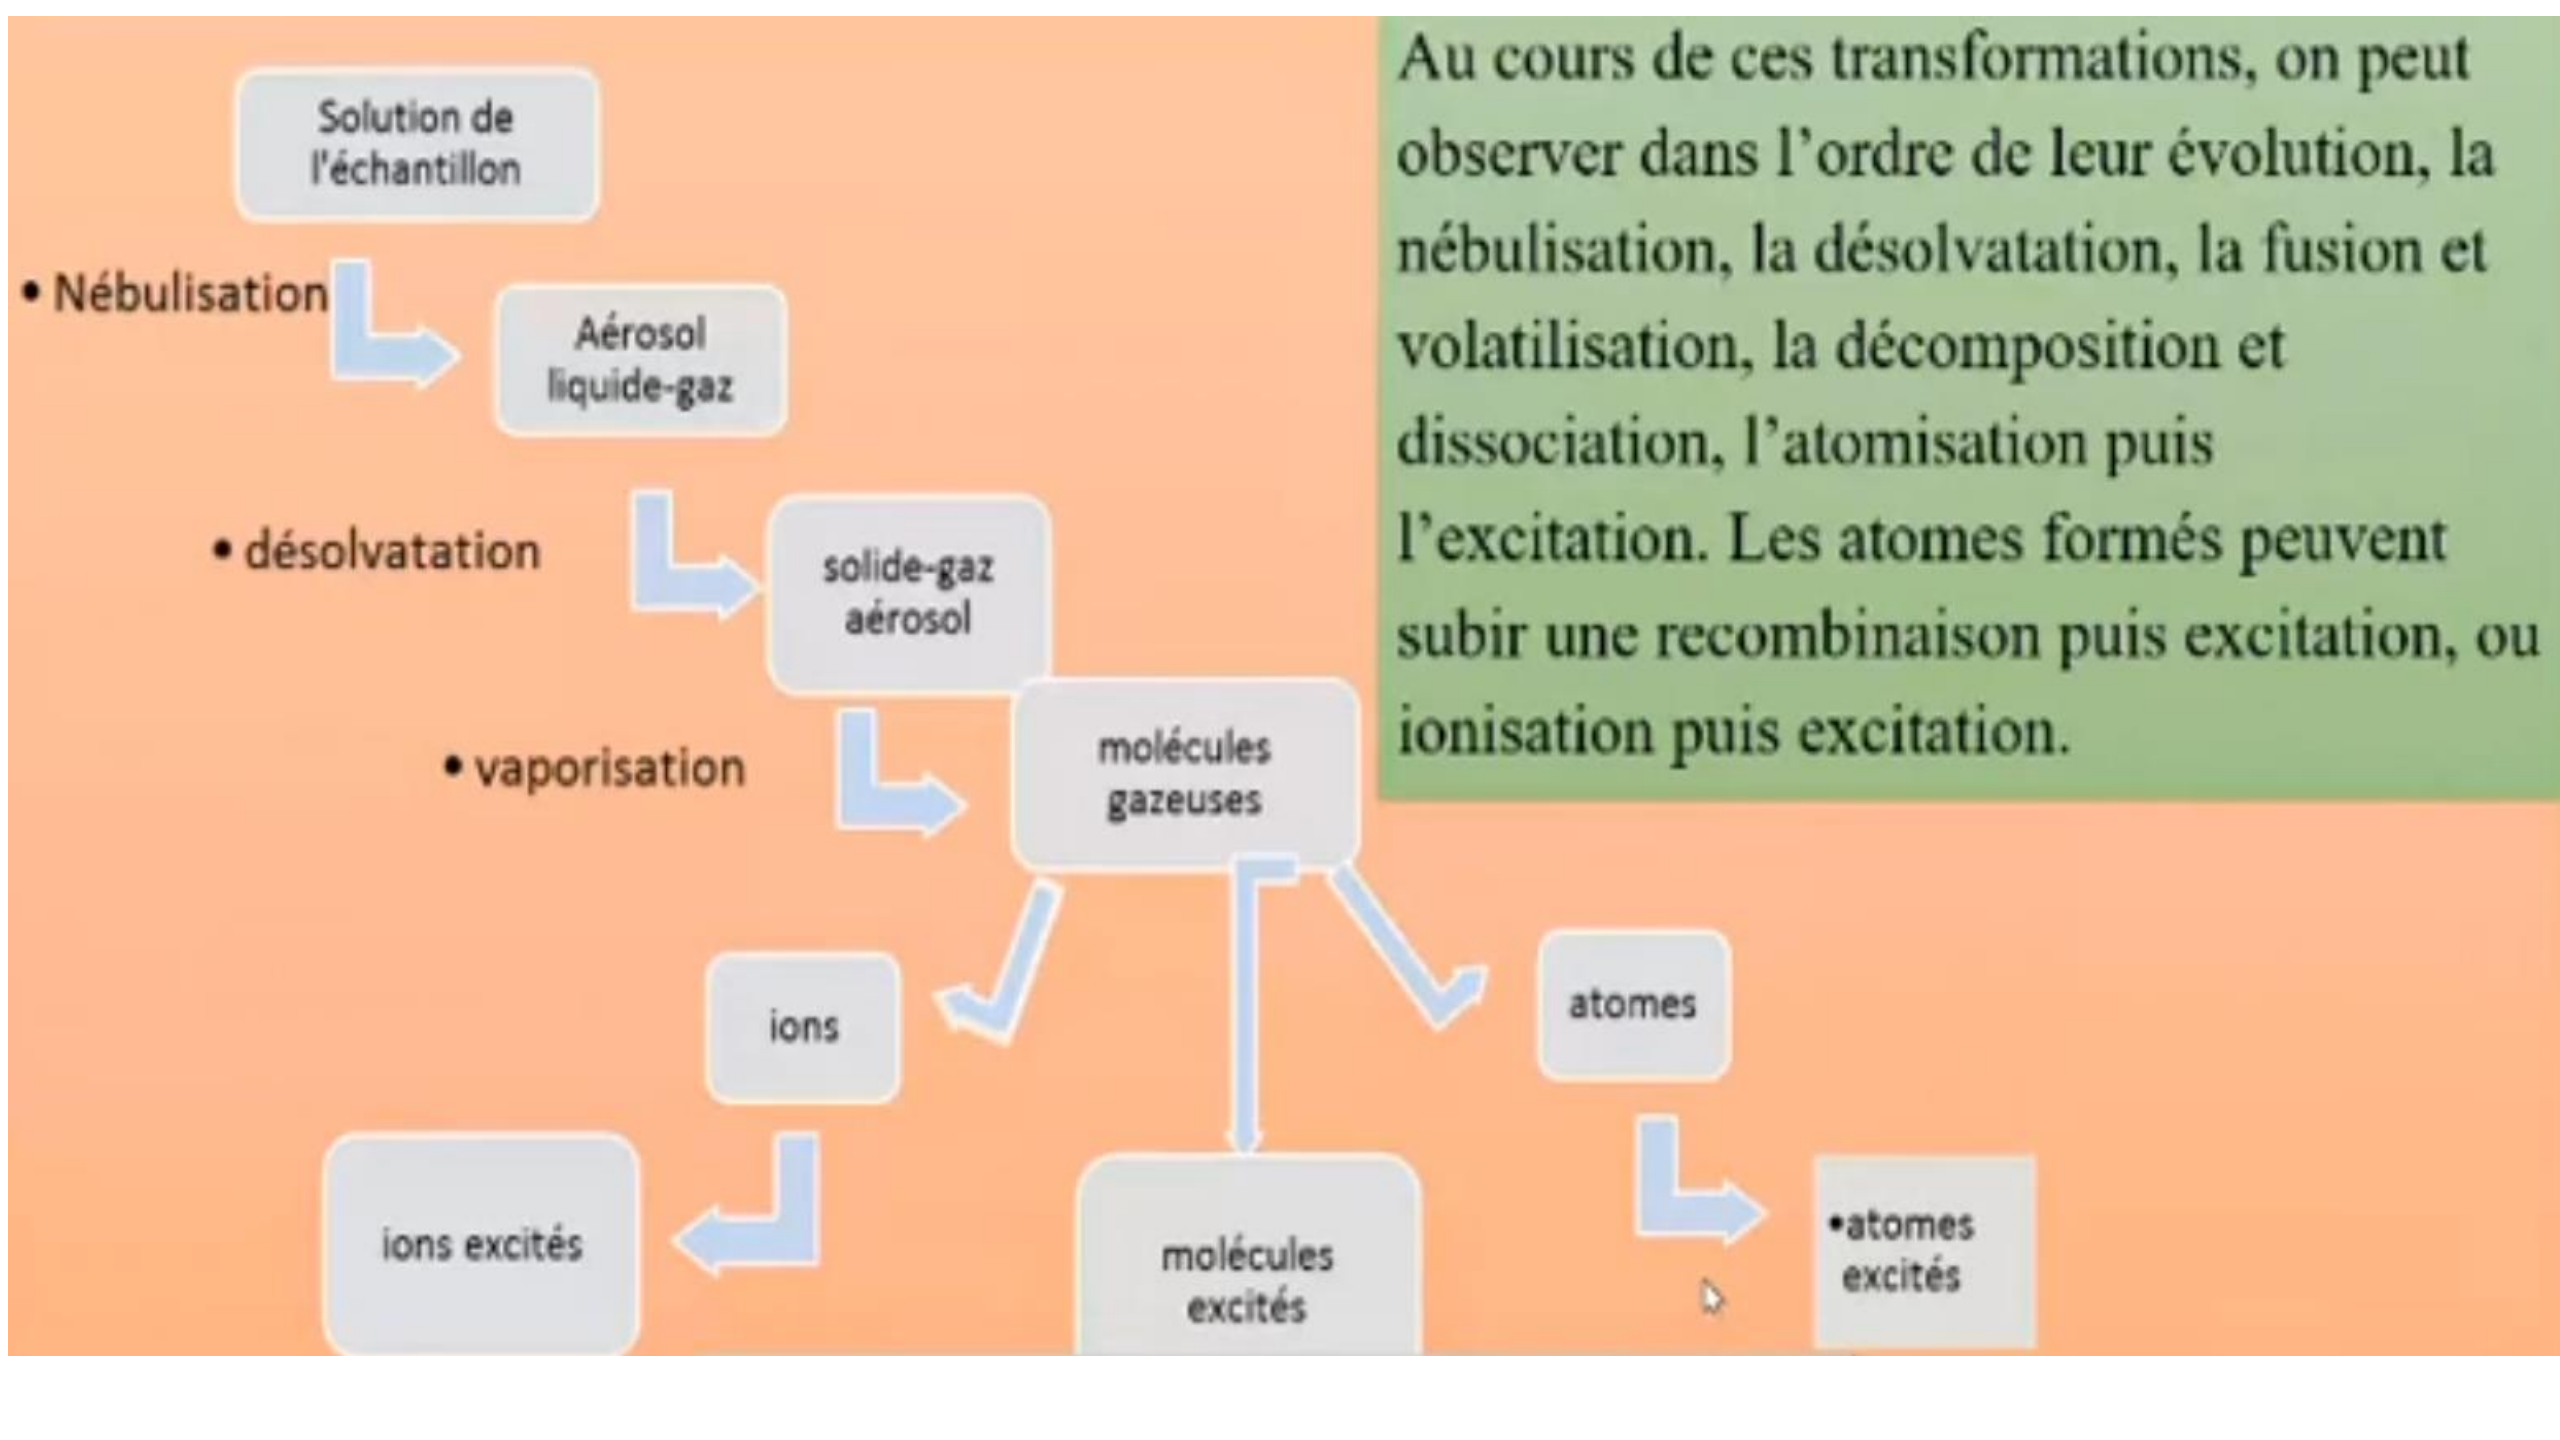 Solution de
l'échantillon
• Nébulisation
Aérosol
liquide-gaz
• désolvatation
solide-gaz
aérosol
• vaporisation
molécules
gazeuses
ions
atomes
ions excités
molécules
excités
•atomes
excités
Au cours de ces transformations, on peut
observer dans l’ordre de leur évolution, la
nébulisation, la désolvatation, la fusion et
volatilisation, la décomposition et
dissociation, l’atomisation puis
l’excitation. Les atomes formés peuvent
subir une recombinaison puis excitation, ou
ionisation puis excitation.